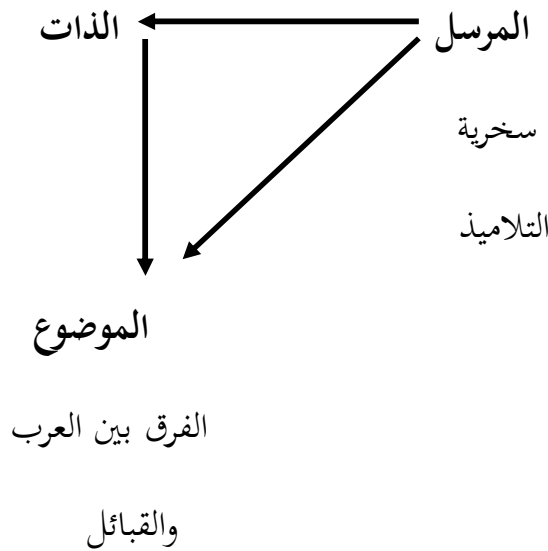 المرسل
الذات
سخرية
التلاميذ
الموضوع
الفرق بين العرب
والقبائل